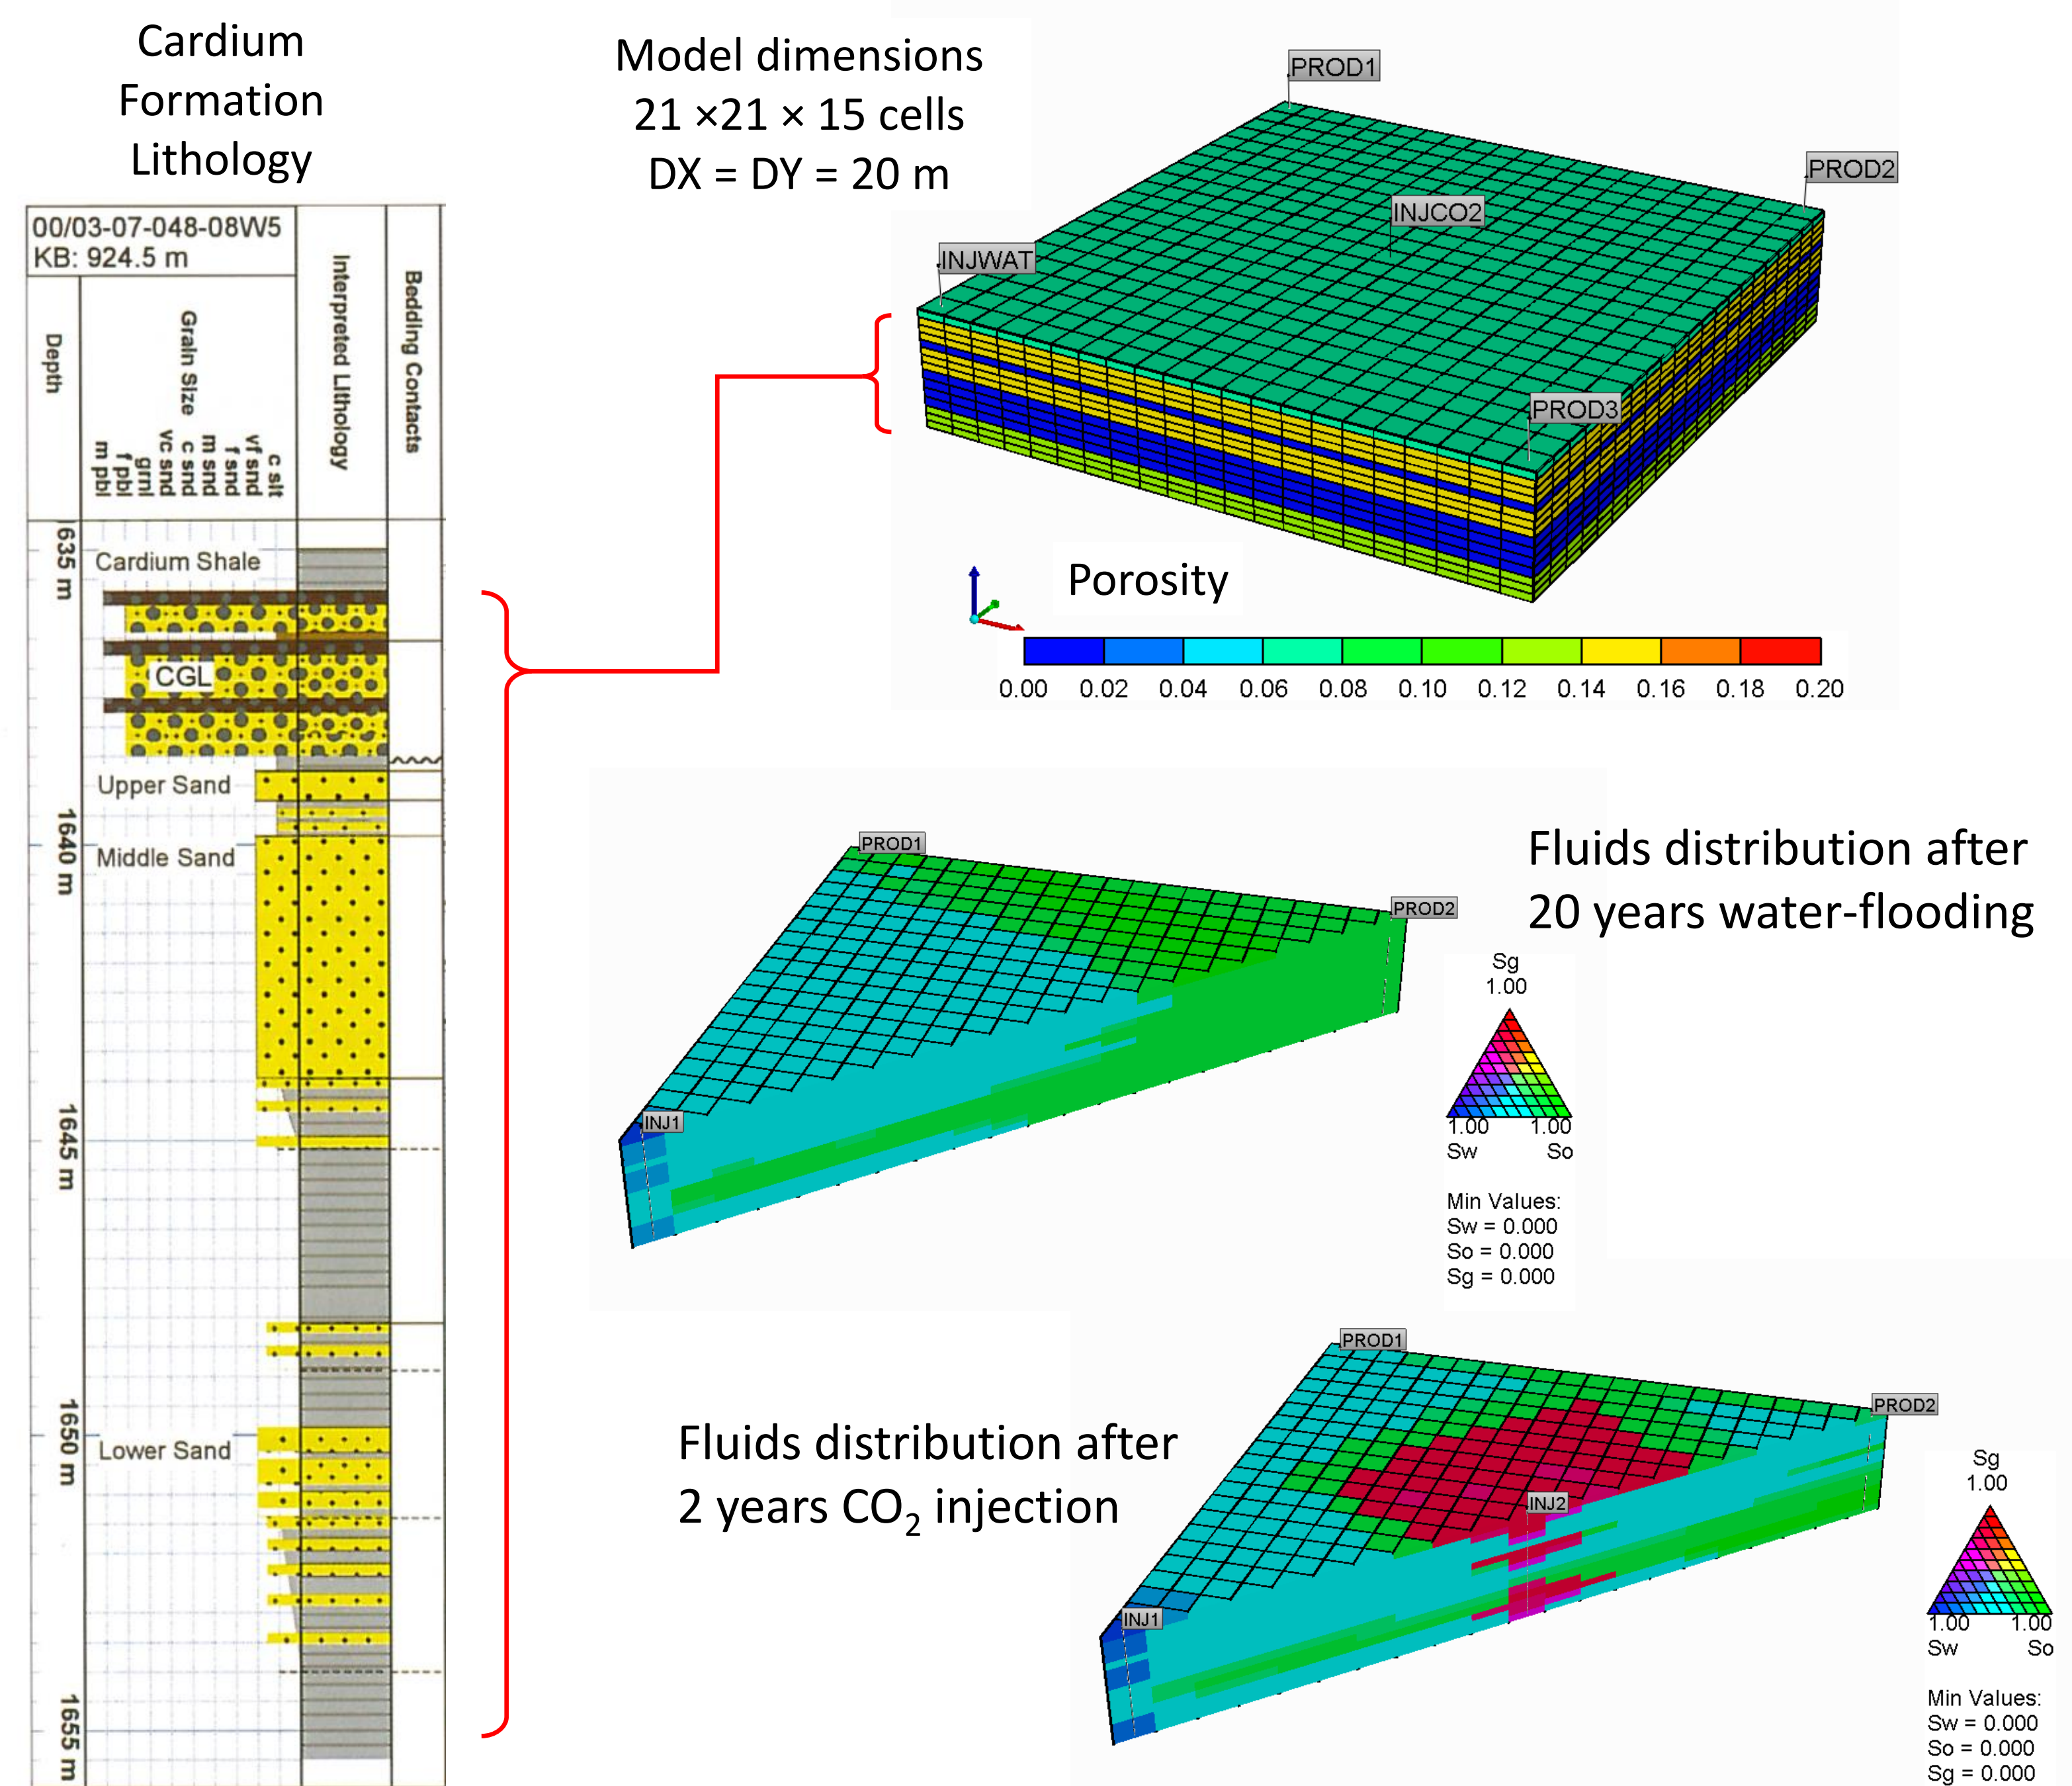 Cardium
Formation
Lithology
00/03-07-048-08W5
KB: 924.5 m
Depth
Grain Size
m pbl
f pbl
grnl
vc snd
c snd
m snd
f snd
vf snd
c slt
Interpreted Lithology
Bedding Contacts
635 m
Cardium Shale
CGL
Upper Sand
1640 m
Middle Sand
1645 m
1650 m
Lower Sand
1655 m
Model dimensions
21 ×21 × 15 cells
DX = DY = 20 m
PROD1
PROD2
INJCO2
INJWAT
PROD3
Porosity
0.00 0.02 0.04 0.06 0.08 0.10 0.12 0.14 0.16 0.18 0.20
PROD1
PROD2
INJ1
Fluids distribution after
20 years water-flooding
Sg
1.00
1.00 1.00
Sw So
Min Values:
Sw = 0.000
So = 0.000
Sg = 0.000
Fluids distribution after
2 years CO₂ injection
PROD1
PROD2
INJ2
INJ1
Sg
1.00
1.00 1.00
Sw So
Min Values:
Sw = 0.000
So = 0.000
Sg = 0.000